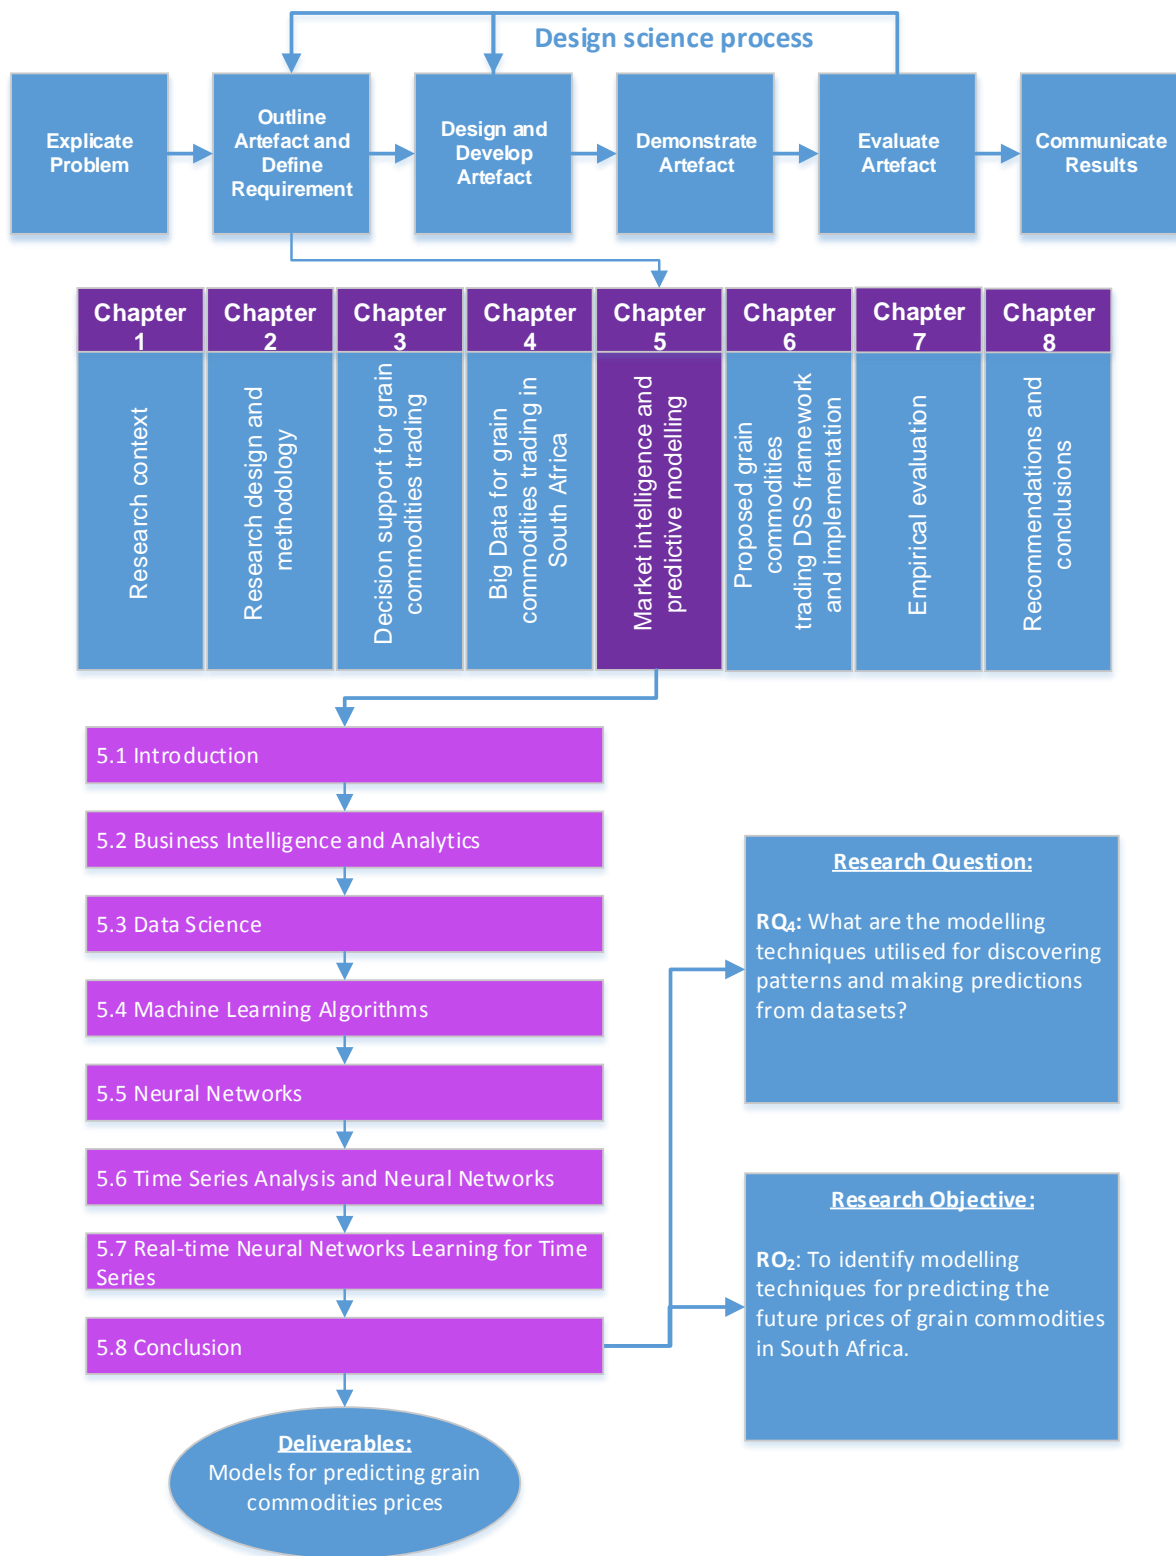 Design science process
Explicate
Problem
Outline
Artefact and
Define
Requirement
Design and
Develop
Artefact
Demonstrate
Artefact
Evaluate
Artefact
Communicate
Results
Chapter
1
Chapter
2
Chapter
3
Chapter
4
Chapter
5
Chapter
6
Chapter
7
Chapter
8
Research context
Research design and
methodology
Decision support for grain
commodities trading
Big Data for grain
commodities trading in
South Africa
Market intelligence and
predictive modelling
Proposed grain
commodities
trading DSS framework
and implementation
Empirical evaluation
Recommendations and
conclusions
5.1 Introduction
5.2 Business Intelligence and Analytics
5.3 Data Science
5.4 Machine Learning Algorithms
5.5 Neural Networks
5.6 Time Series Analysis and Neural Networks
5.7 Real-time Neural Networks Learning for Time
Series
5.8 Conclusion
Deliverables:
Models for predicting grain
commodities prices
Research Question:
RQ₄: What are the modelling
techniques utilised for discovering
patterns and making predictions
from datasets?
Research Objective:
RO₂: To identify modelling
techniques for predicting the
future prices of grain commodities
in South Africa.